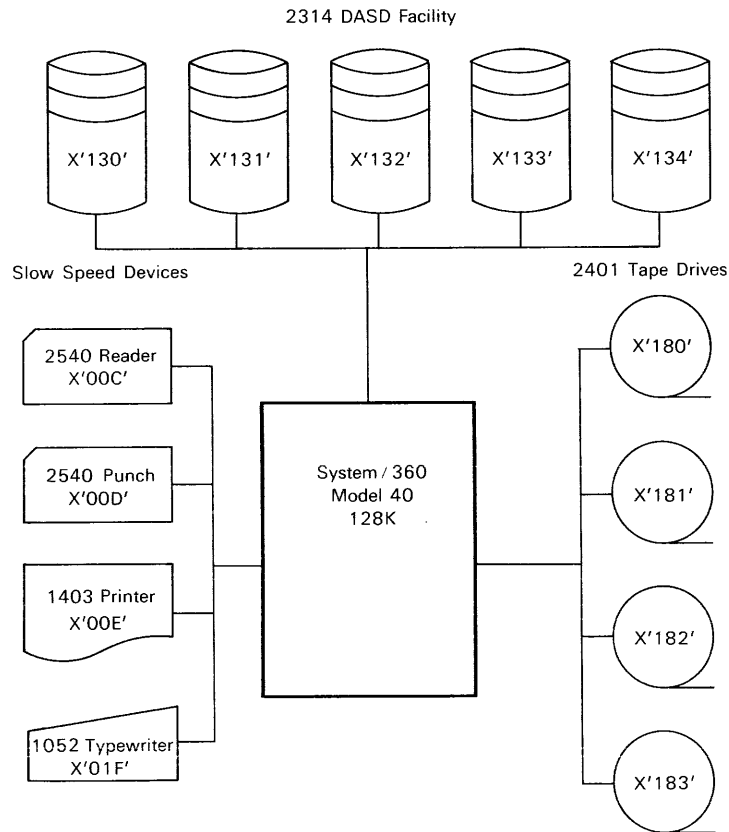 2314 DASD Facility
X'130'
X'131'
X'132'
X'133'
X'134'
Slow Speed Devices
2401 Tape Drives
2540 Reader
X'00C'
2540 Punch
X'00D'
1403 Printer
X'00E'
1052 Typewriter
X'01F'
System / 360
Model 40
128K
X'180'
X'181'
X'182'
X'183'